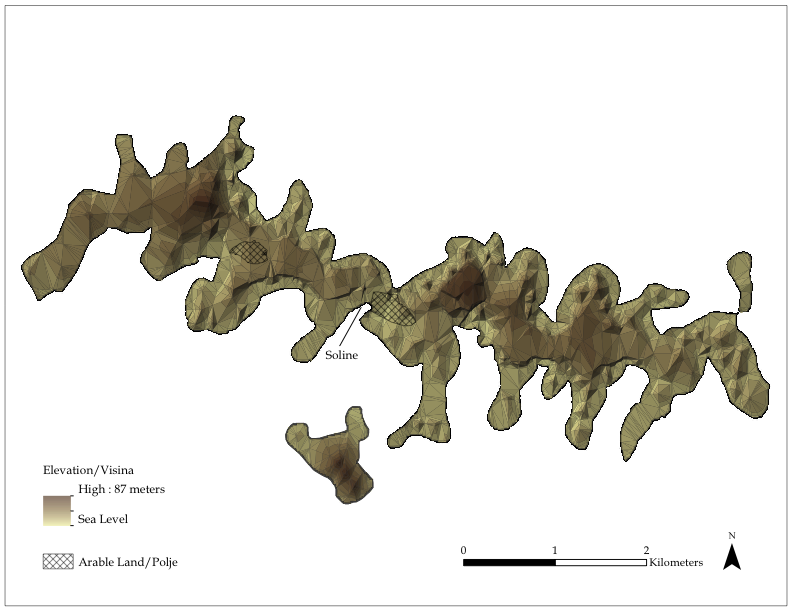 Soline
Elevation/Visina
High : 87 meters
Sea Level
Arable Land/Polje
0 1 2
Kilometers
N